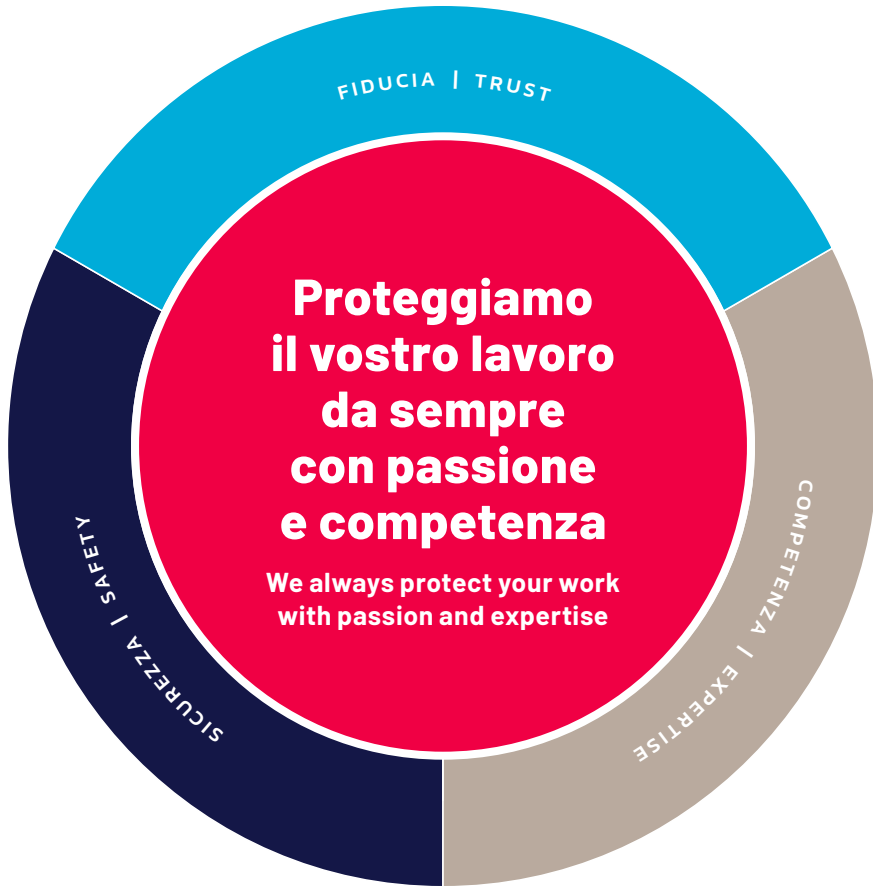 FIDUCIA | TRUST
Proteggiamo
il vostro lavoro
da sempre
con passione
e competenza
We always protect your work
with passion and expertise
SICUREZZA | SAFETY
COMPETENZA | EXPERTISE